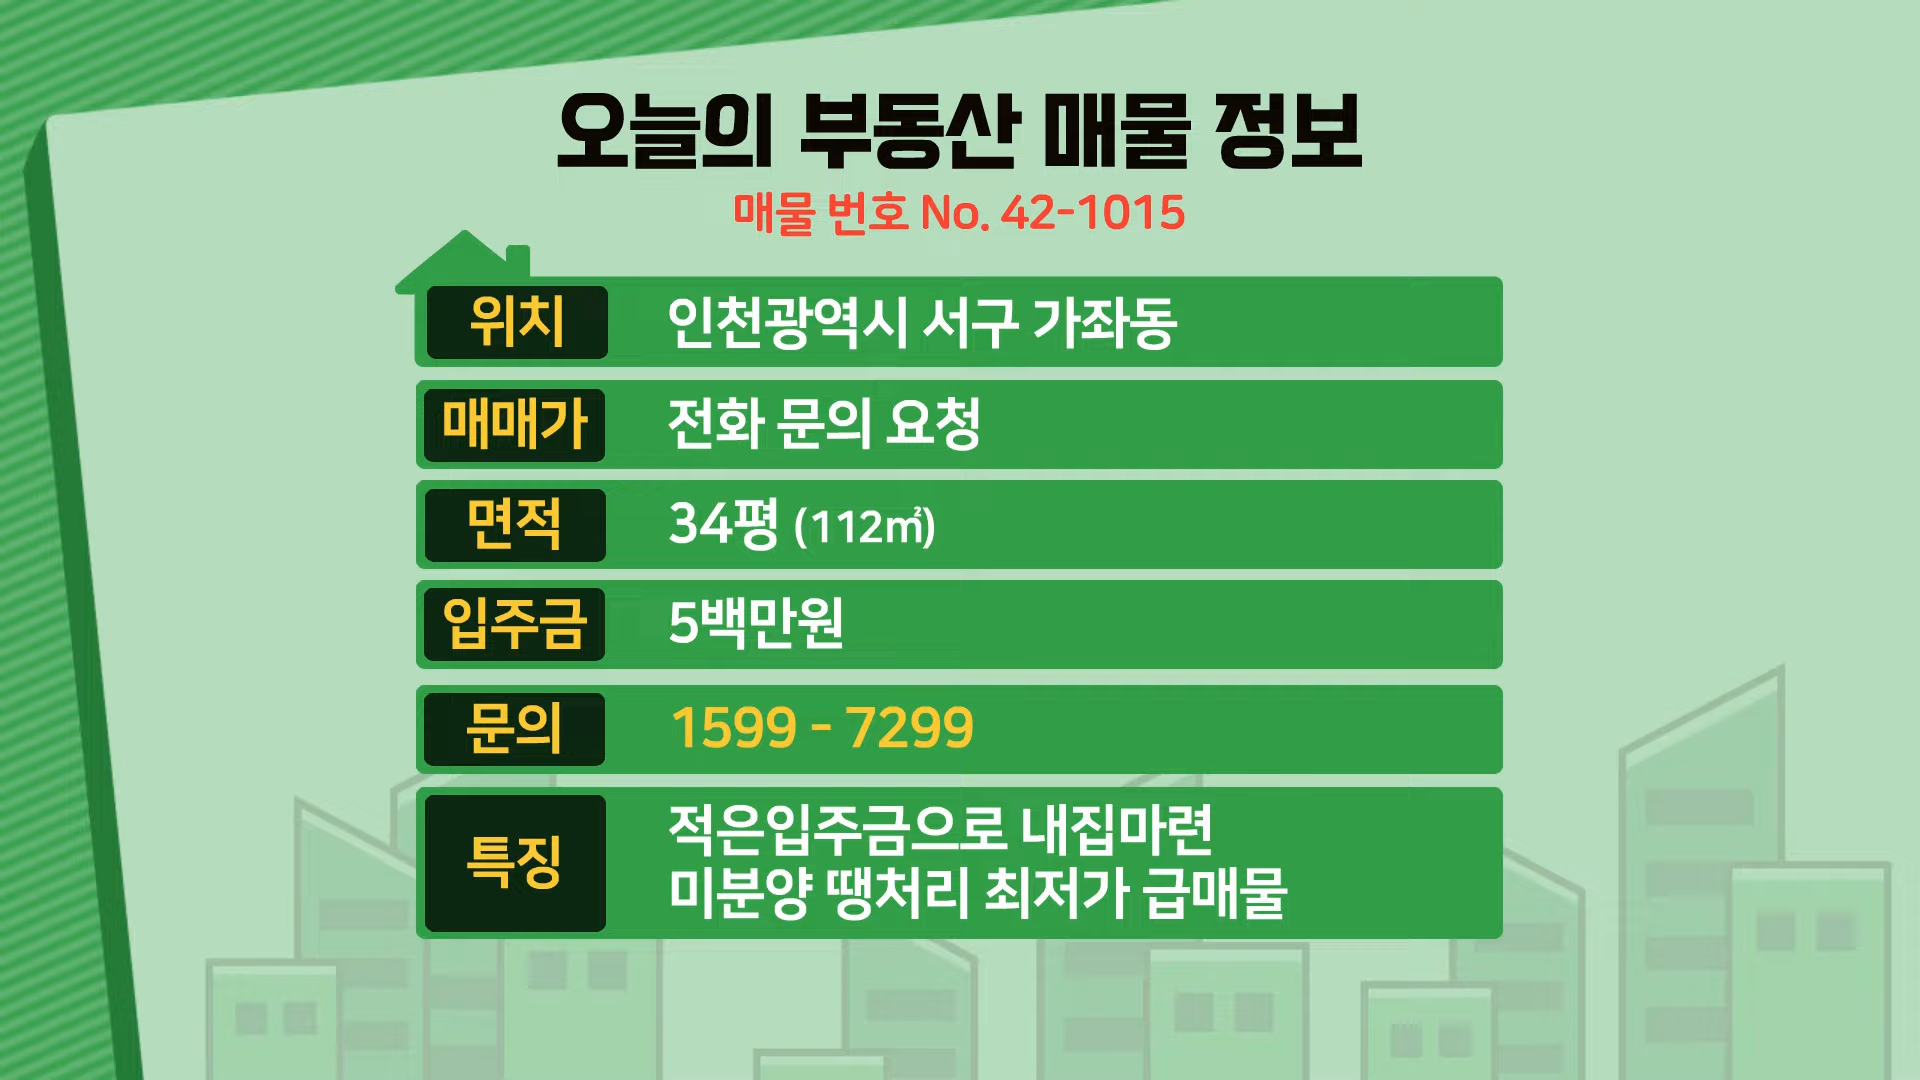 오늘의 부동산 매물 정보
매물 번호 No. 42-1015
위치 인천광역시 서구 가좌동
매매가 전화 문의 요청
면적 34평 (112㎡)
입주금 5백만원
문의 1599 - 7299
특징 적은입주금으로 내집마련
미분양 땡처리 최저가 급매물